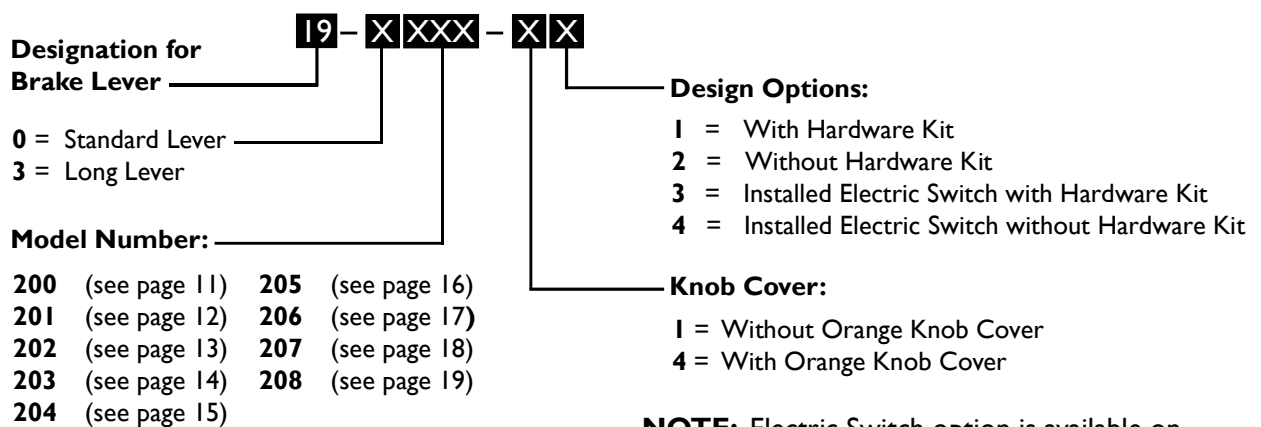 19 – X XXX – X X
Designation for
Brake Lever
0 = Standard Lever
3 = Long Lever
Model Number:
200 (see page 11) 205 (see page 16)
201 (see page 12) 206 (see page 17)
202 (see page 13) 207 (see page 18)
203 (see page 14) 208 (see page 19)
204 (see page 15)
Design Options:
1 = With Hardware Kit
2 = Without Hardware Kit
3 = Installed Electric Switch with Hardware Kit
4 = Installed Electric Switch without Hardware Kit
Knob Cover:
1 = Without Orange Knob Cover
4 = With Orange Knob Cover
NOTE: Electric Switch option is available on